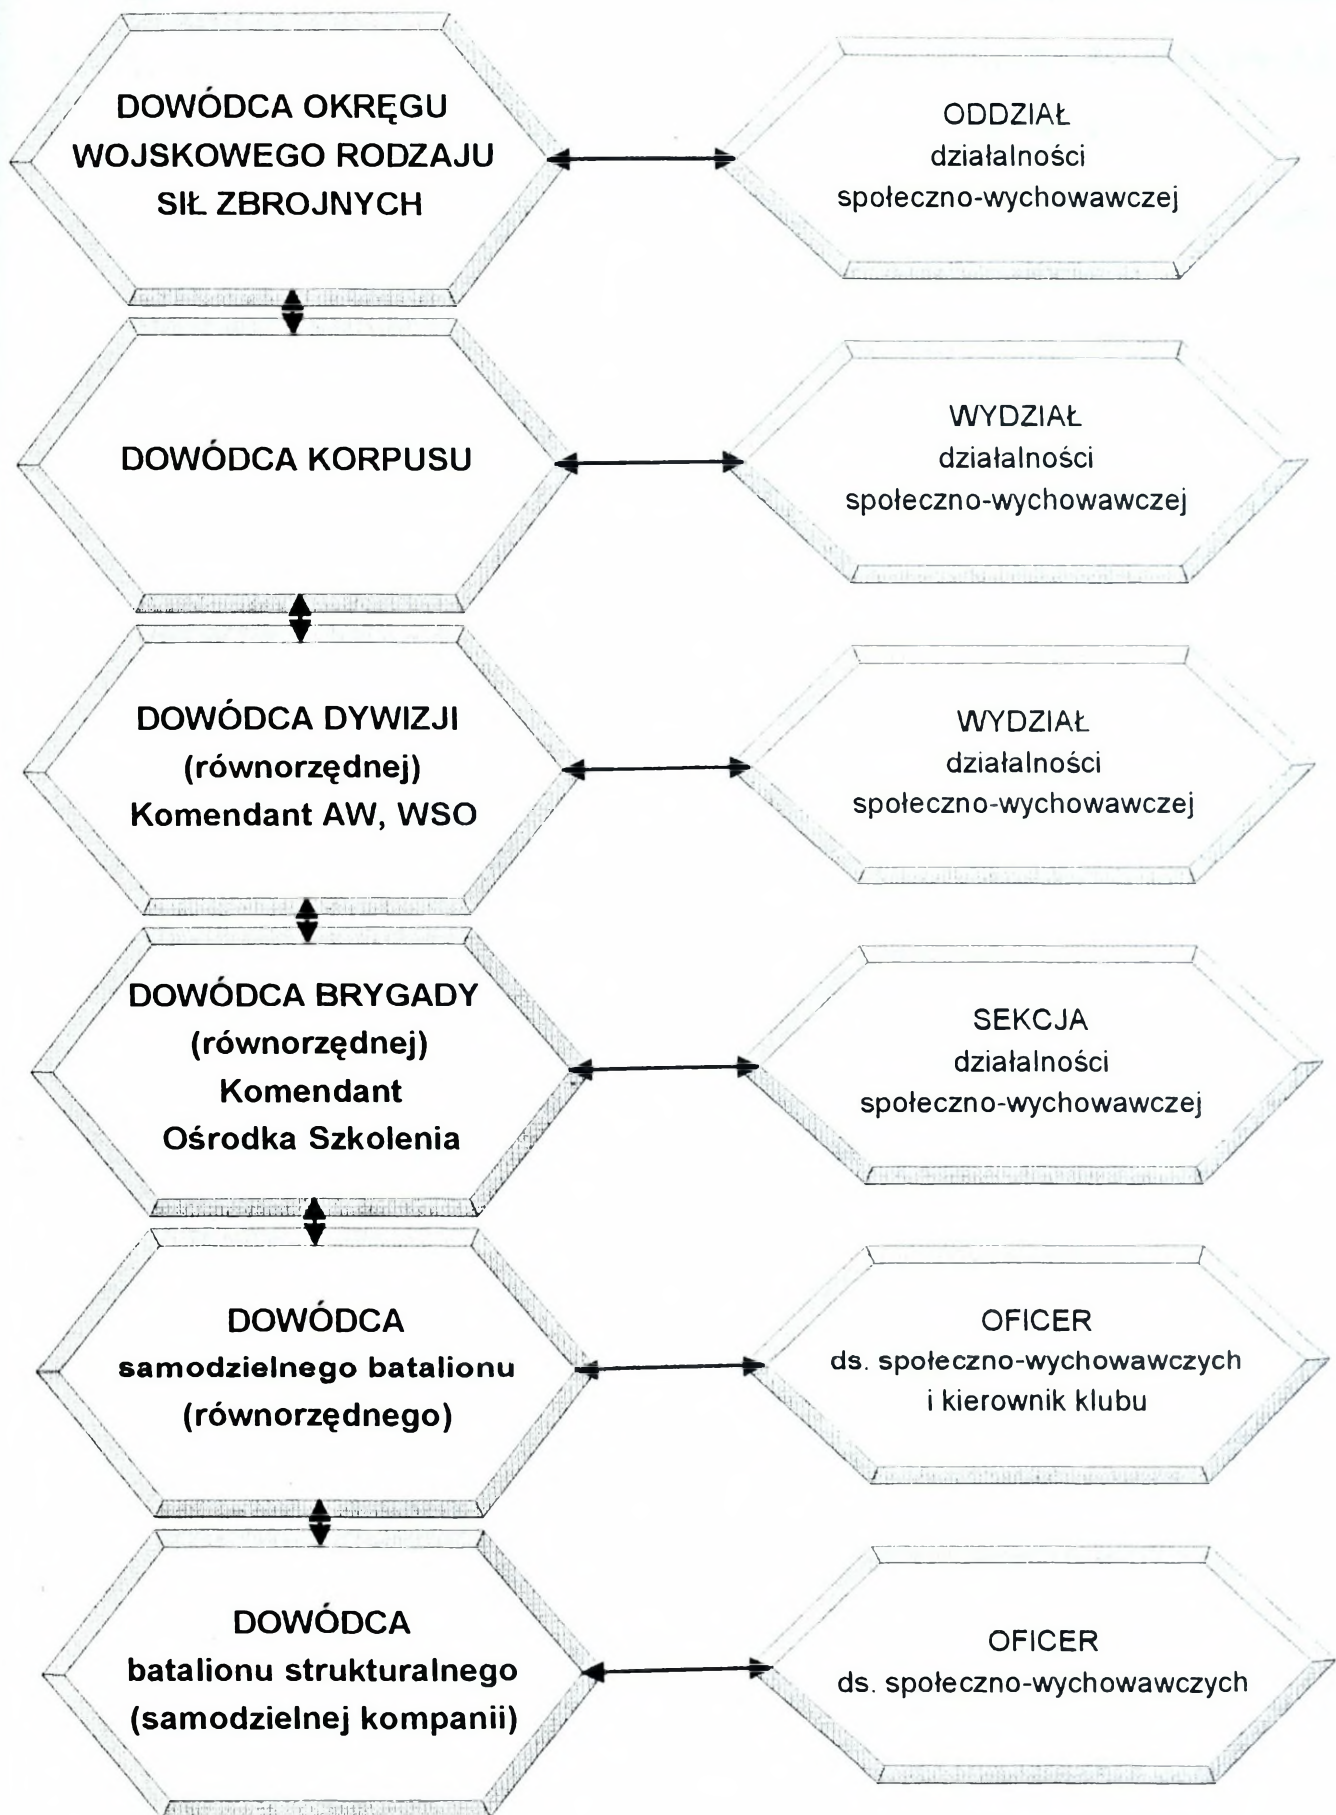 DOWÓDCA OKRĘGU
WOJSKOWEGO RODZAJU
SIŁ ZBROJNYCH
ODDZIAŁ
działalności
społeczno-wychowawczej
DOWÓDCA KORPUSU
WYDZIAŁ
działalności
społeczno-wychowawczej
DOWÓDCA DYWIZJI
(równorzędnej)
Komendant AW, WSO
WYDZIAŁ
działalności
społeczno-wychowawczej
DOWÓDCA BRYGADY
(równorzędnej)
Komendant
Ośrodka Szkolenia
SEKCJA
działalności
społeczno-wychowawczej
DOWÓDCA
samodzielnego batalionu
(równorzędnego)
OFICER
ds. społeczno-wychowawczych
i kierownik klubu
DOWÓDCA
batalionu strukturalnego
(samodzielnej kompanii)
OFICER
ds. społeczno-wychowawczych